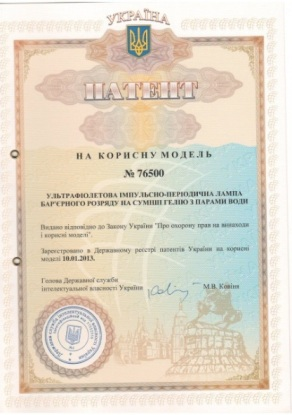 УКРАЇНА
ПАТЕНТ
НА КОРИСНУ МОДЕЛЬ
№ 76500
УЛЬТРАФІОЛЕТОВА ІМПУЛЬСНО-ПЕРІОДИЧНА ЛАМПА
БАР'ЄРНОГО РОЗРЯДУ НА СУМІШІ ГЕЛІЮ З ПАРАМИ ВОДИ
Видано відповідно до Закону України "Про охорону прав на винаходи
і корисні моделі".
Зареєстровано в Державному реєстрі патентів України на корисні
моделі 10.01.2013.
Голова Державної служби
інтелектуальної власності України
М.В. Ковіня